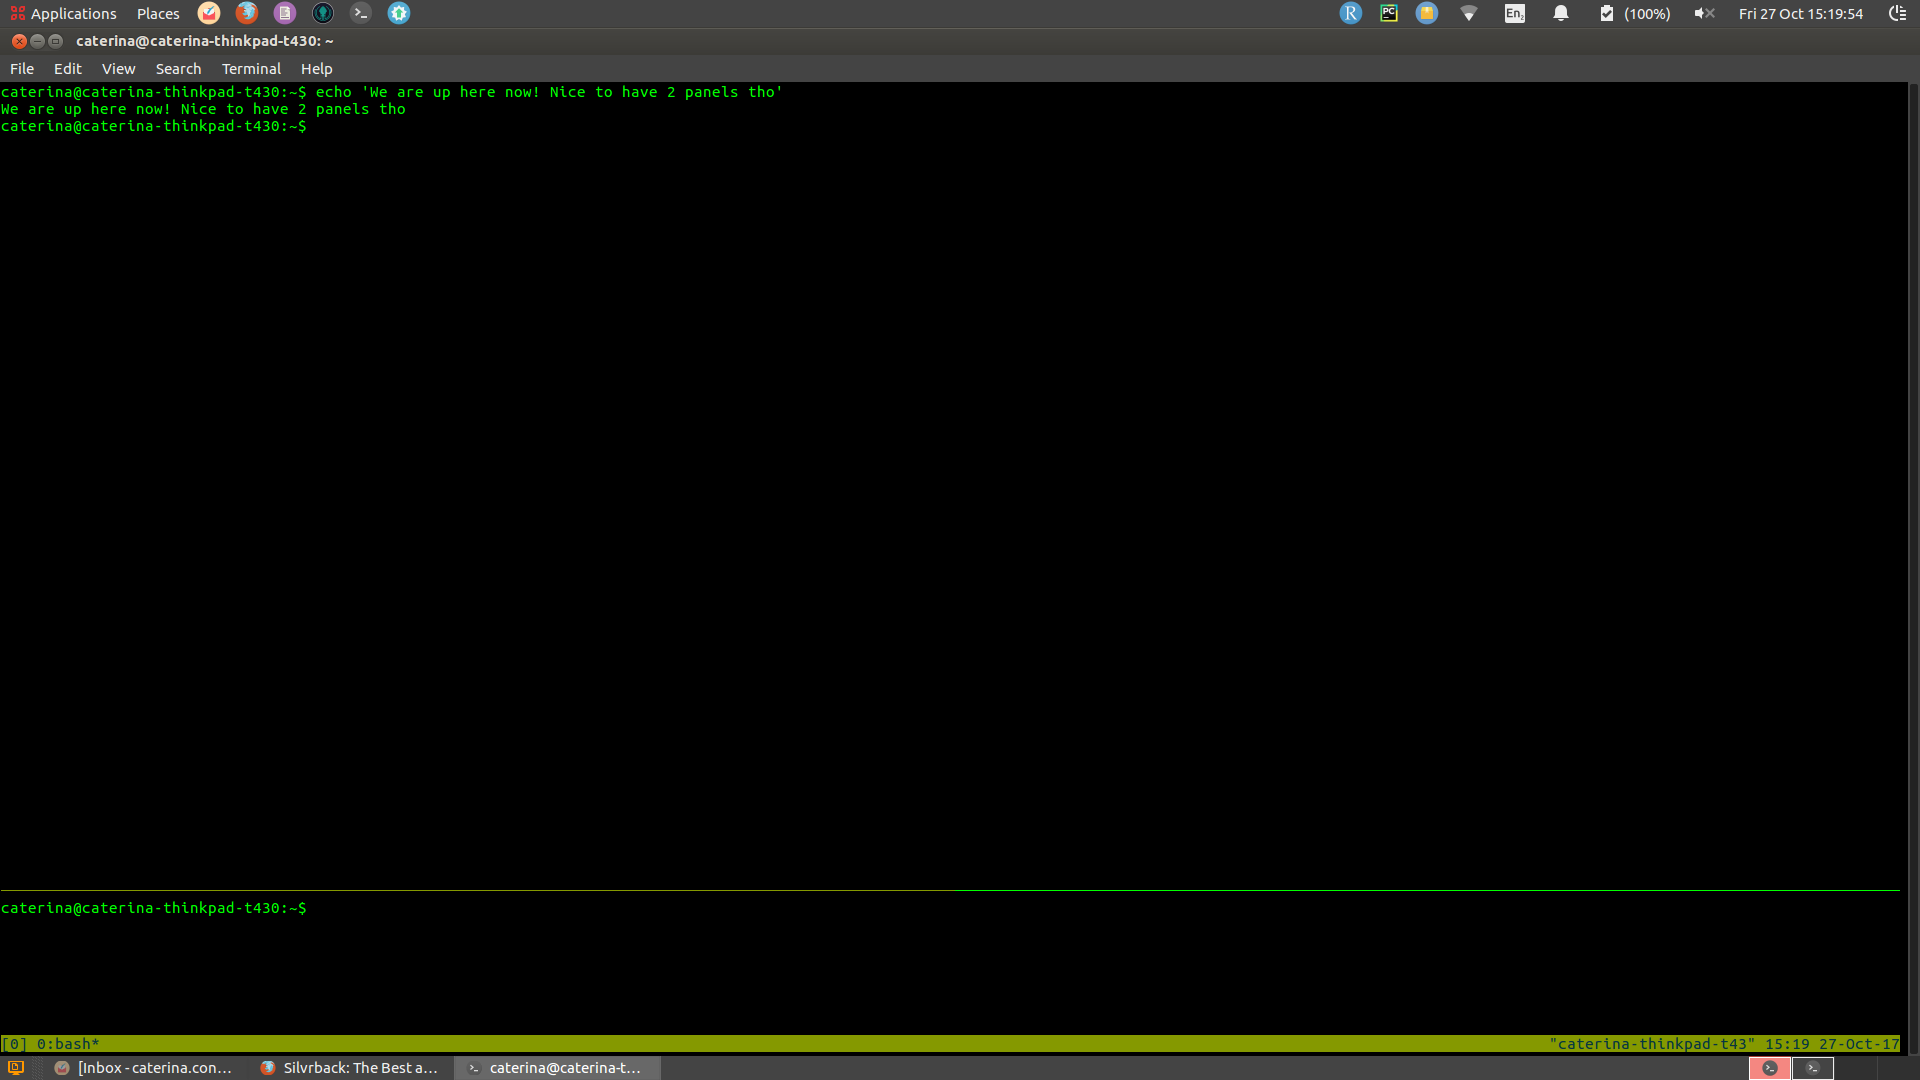 Applications Places En2 (100%) Fri 27 Oct 15:19:54
caterina@caterina-thinkpad-t430: ~
File Edit View Search Terminal Help
caterina@caterina-thinkpad-t430:~$ echo 'We are up here now! Nice to have 2 panels tho'
We are up here now! Nice to have 2 panels tho
caterina@caterina-thinkpad-t430:~$
caterina@caterina-thinkpad-t430:~$
[0] 0:bash* "caterina-thinkpad-t43" 15:19 27-Oct-17
[Inbox - caterina.con... Silvrback: The Best a... caterina@caterina-t...